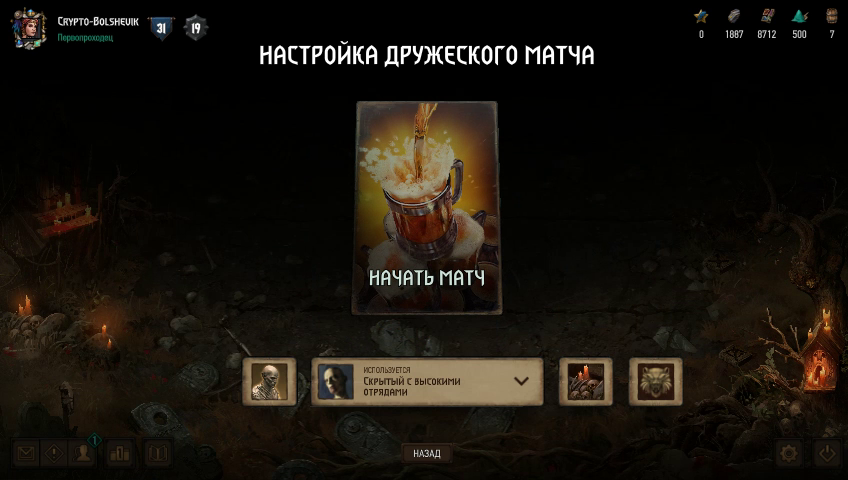 Crypto-Bolshevik
Первопроходец
31
19
0
1887
8712
500
7
НАСТРОЙКА ДРУЖЕСКОГО МАТЧА
НАЧАТЬ МАТЧ
ИСПОЛЬЗУЕТСЯ
Скрытый с высокими
отрядами
1
НАЗАД